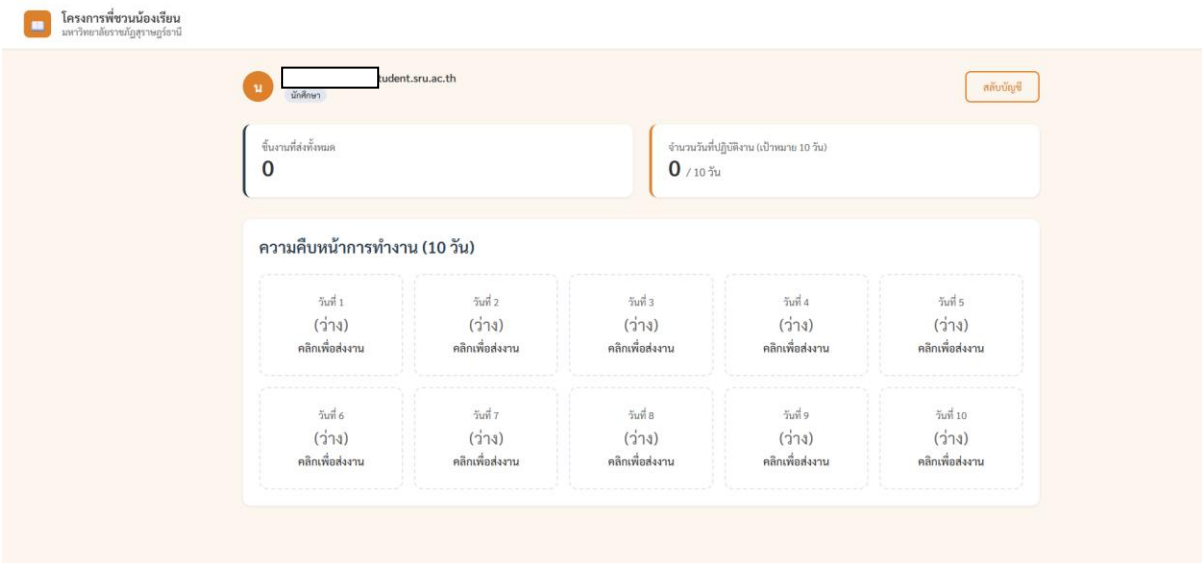 โครงการพี่ชวนน้องเรียน
มหาวิทยาลัยราชภัฏสุราษฎร์ธานี
น
tudent.sru.ac.th
นักศึกษา
สลับบัญชี
ชิ้นงานที่ส่งทั้งหมด
0
จำนวนวันที่ปฏิบัติงาน (เป้าหมาย 10 วัน)
0 / 10 วัน
ความคืบหน้าการทำงาน (10 วัน)
วันที่ 1
(ว่าง)
คลิกเพื่อส่งงาน
วันที่ 2
(ว่าง)
คลิกเพื่อส่งงาน
วันที่ 3
(ว่าง)
คลิกเพื่อส่งงาน
วันที่ 4
(ว่าง)
คลิกเพื่อส่งงาน
วันที่ 5
(ว่าง)
คลิกเพื่อส่งงาน
วันที่ 6
(ว่าง)
คลิกเพื่อส่งงาน
วันที่ 7
(ว่าง)
คลิกเพื่อส่งงาน
วันที่ 8
(ว่าง)
คลิกเพื่อส่งงาน
วันที่ 9
(ว่าง)
คลิกเพื่อส่งงาน
วันที่ 10
(ว่าง)
คลิกเพื่อส่งงาน